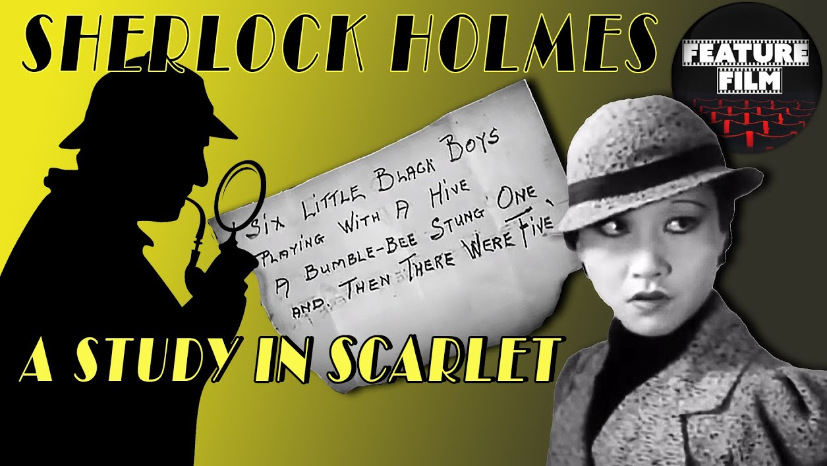 SHERLOCK HOLMES
FEATURE
FILM
SIX LITTLE BLACK BOYS
PLAYING WITH A HIVE
A BUMBLE-BEE STUNG ONE
AND, THEN THERE WERE FIVE
A STUDY IN SCARLET